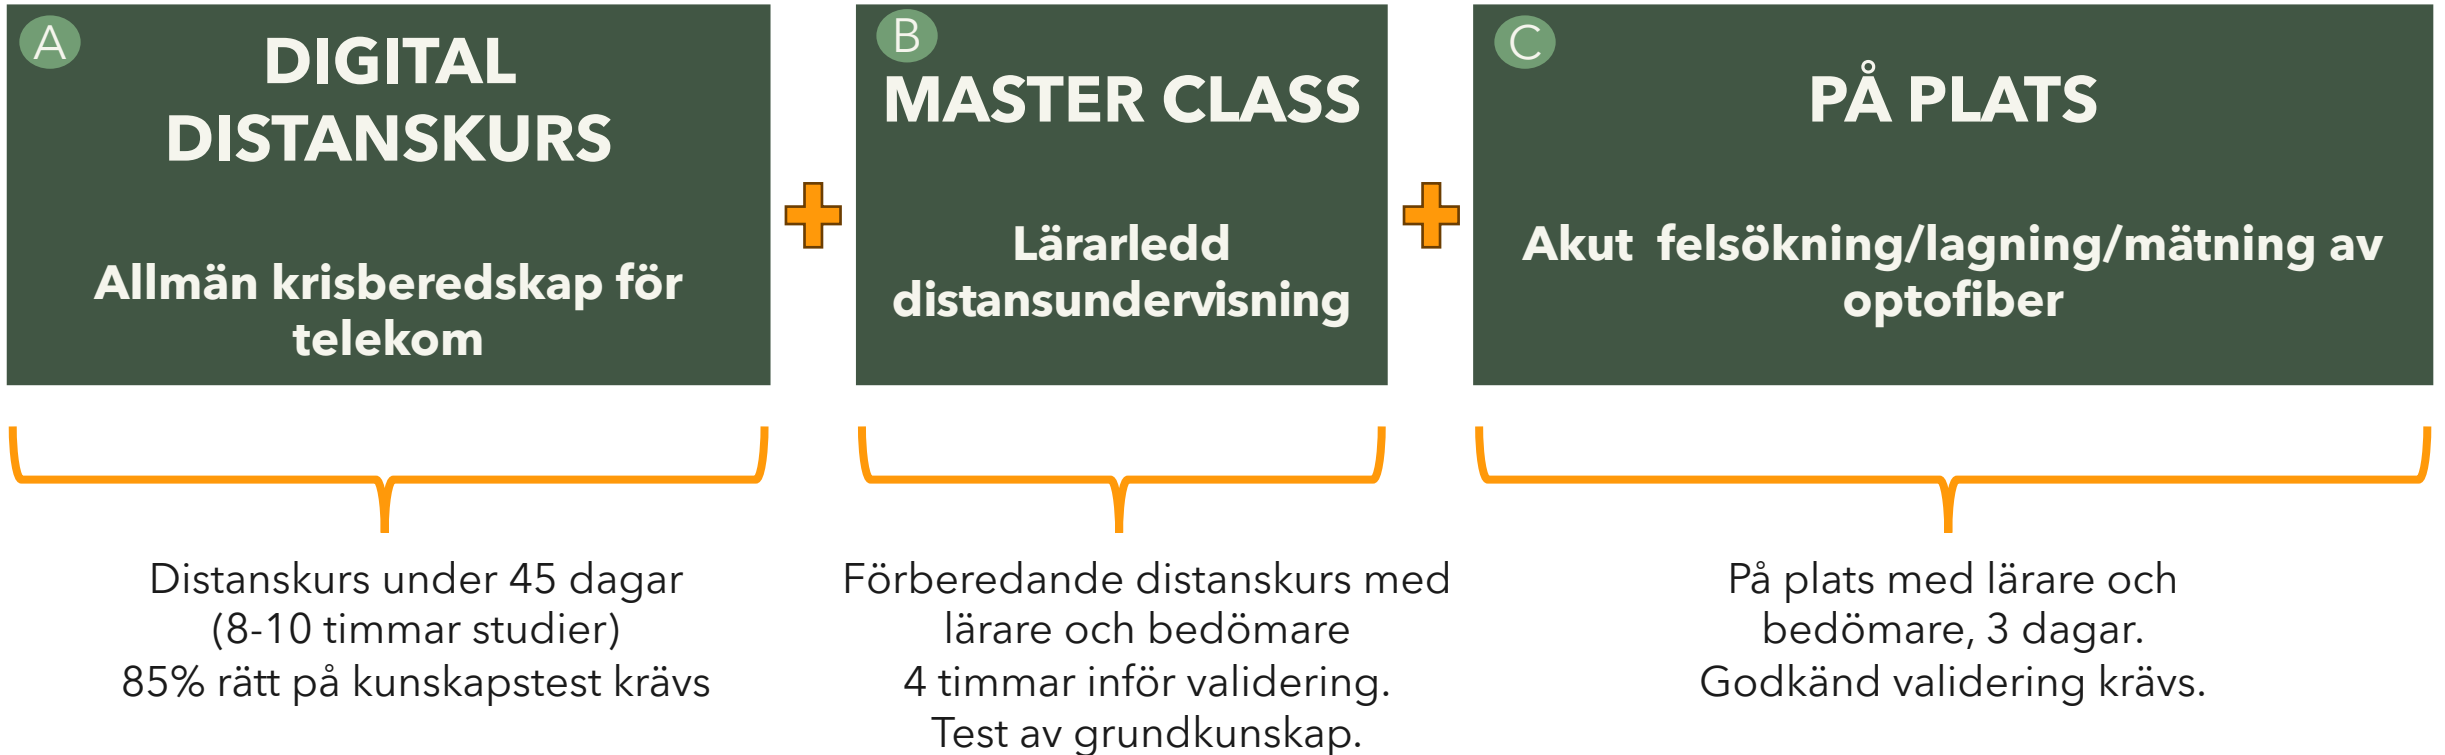 A
DIGITAL
DISTANSKURS
Allmän krisberedskap för
telekom
B
MASTER CLASS
Lärarledd
distansundervisning
C
PÅ PLATS
Akut felsökning/lagning/mätning av
optofiber
Distanskurs under 45 dagar
(8-10 timmar studier)
85% rätt på kunskapstest krävs
Förberedande distanskurs med
lärare och bedömare
4 timmar inför validering.
Test av grundkunskap.
På plats med lärare och
bedömare, 3 dagar.
Godkänd validering krävs.